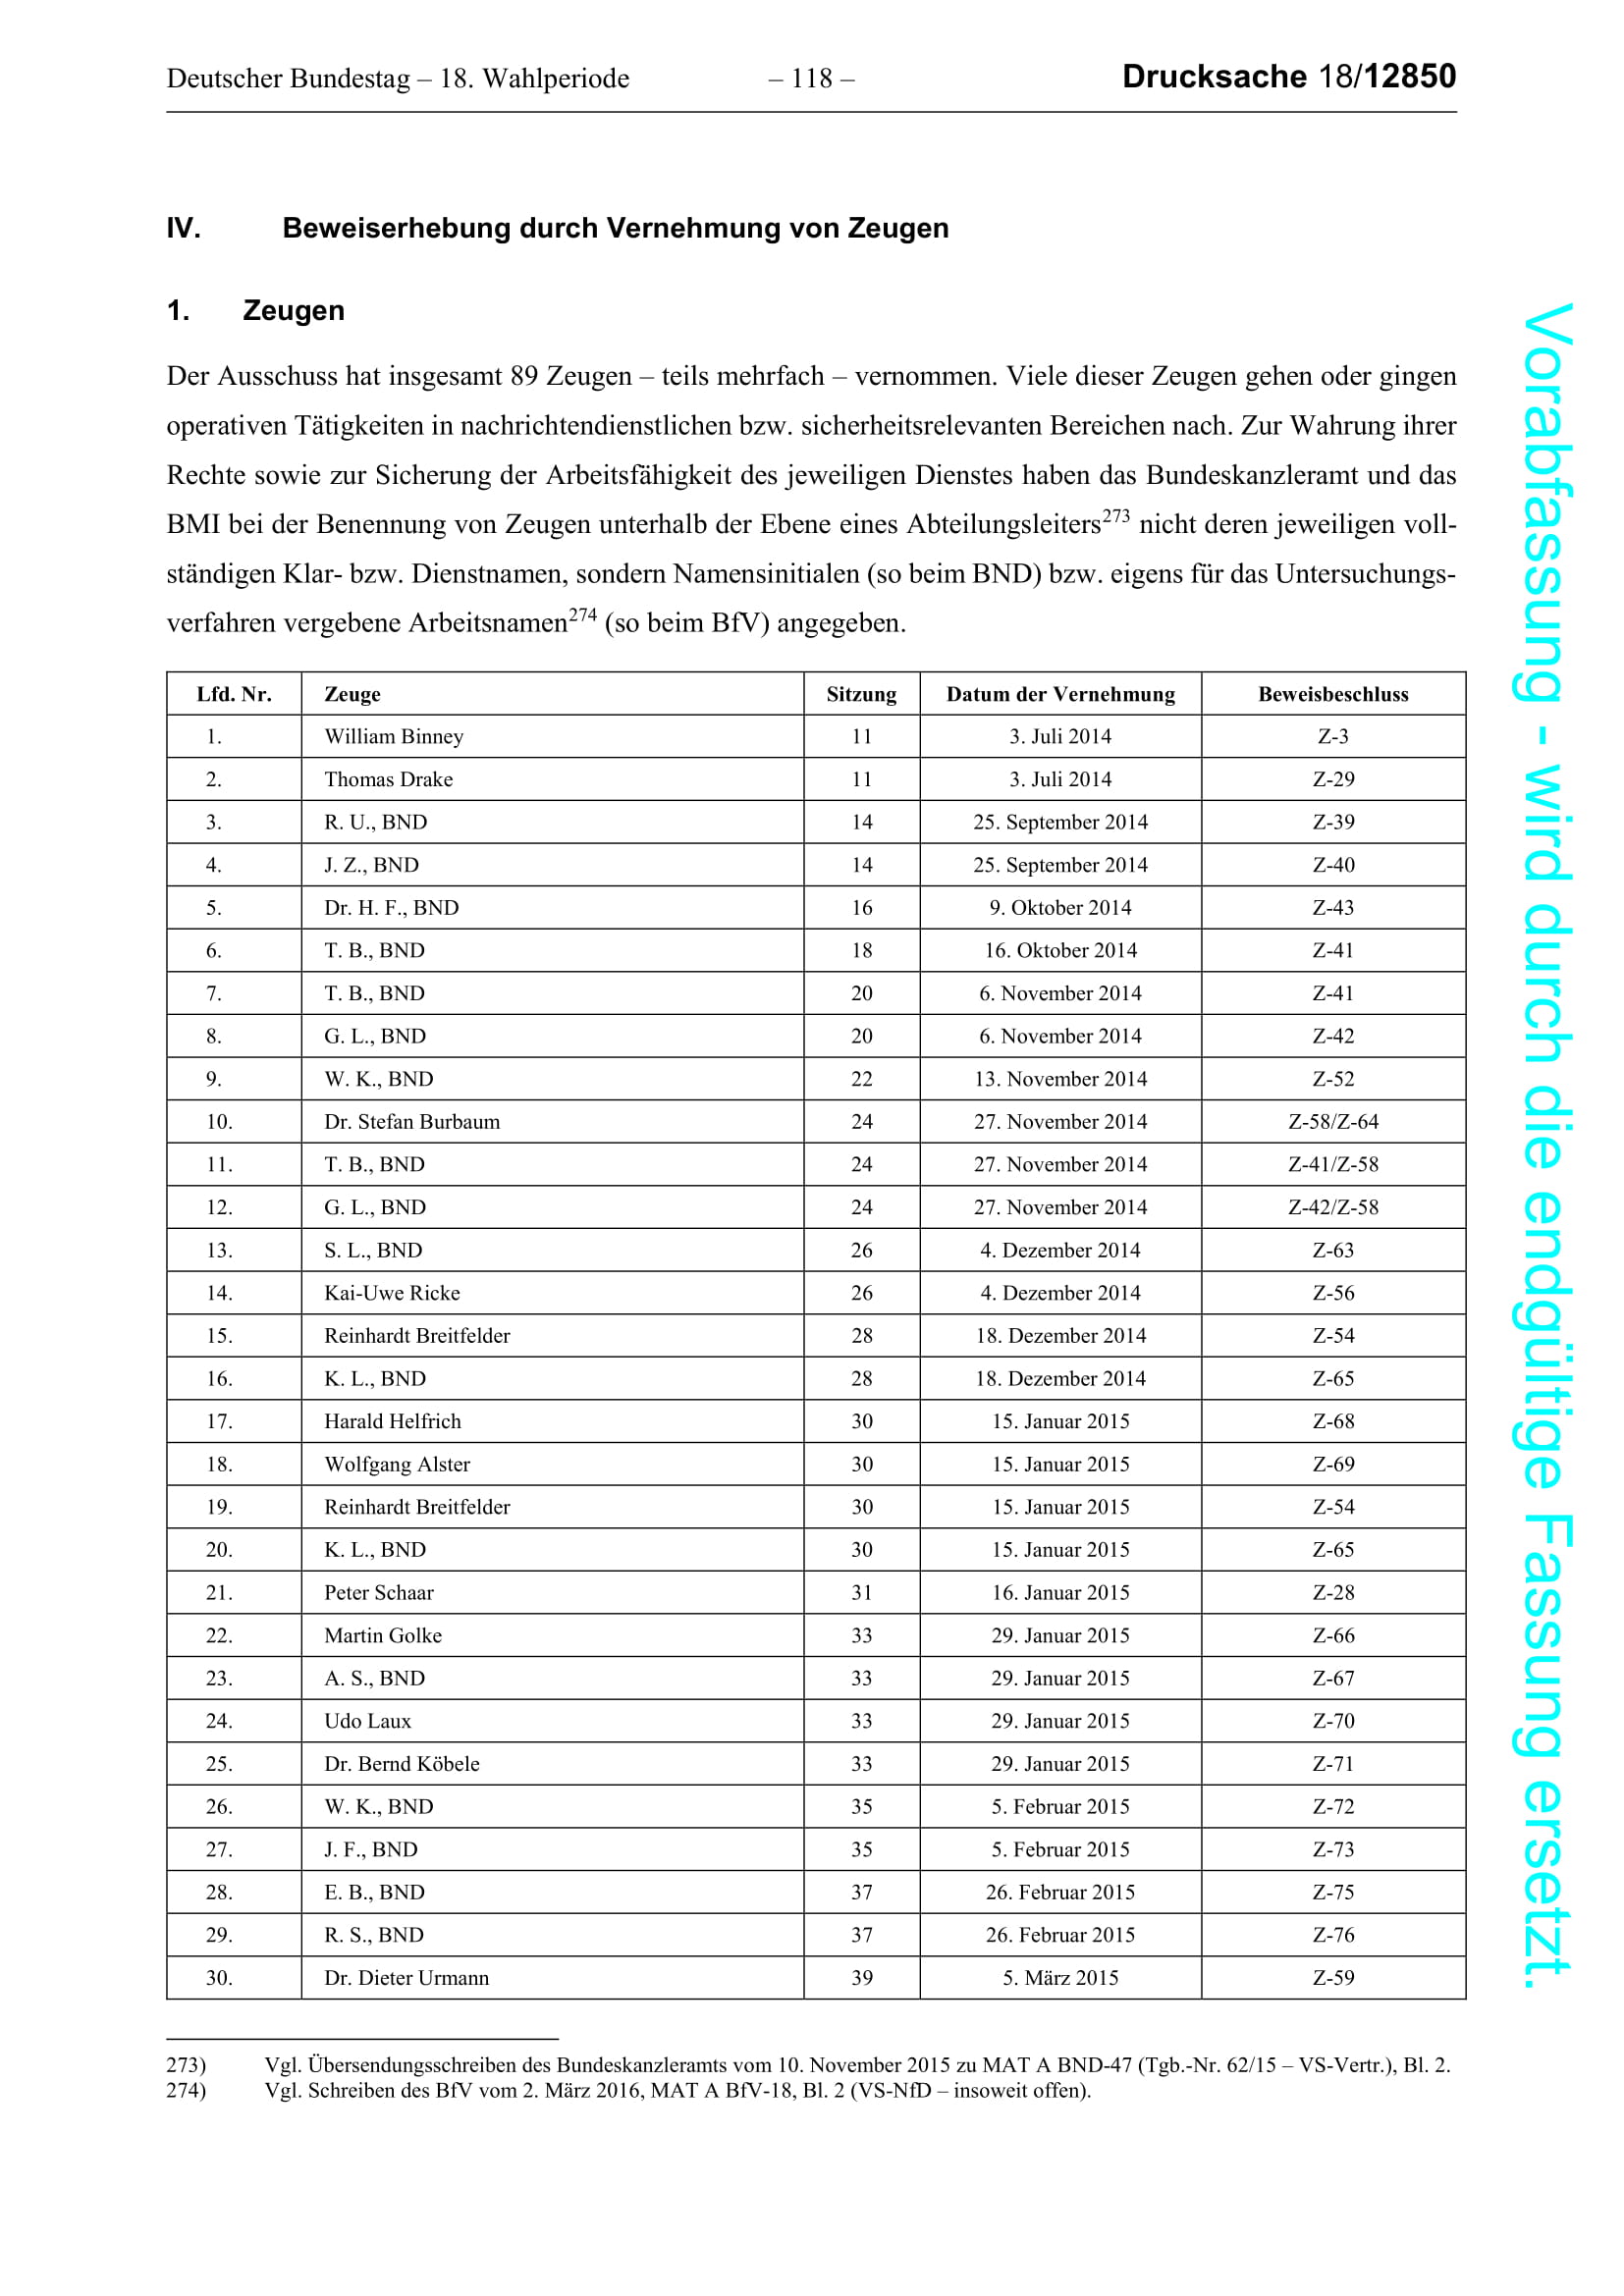 Deutscher Bundestag – 18. Wahlperiode – 118 – Drucksache 18/12850
IV. Beweiserhebung durch Vernehmung von Zeugen
1. Zeugen
Der Ausschuss hat insgesamt 89 Zeugen – teils mehrfach – vernommen. Viele dieser Zeugen gehen oder gingen
operativen Tätigkeiten in nachrichtendienstlichen bzw. sicherheitsrelevanten Bereichen nach. Zur Wahrung ihrer
Rechte sowie zur Sicherung der Arbeitsfähigkeit des jeweiligen Dienstes haben das Bundeskanzleramt und das
BMI bei der Benennung von Zeugen unterhalb der Ebene eines Abteilungsleiters273 nicht deren jeweiligen voll-
ständigen Klar- bzw. Dienstnamen, sondern Namensinitialen (so beim BND) bzw. eigens für das Untersuchungs-
verfahren vergebene Arbeitsnamen274 (so beim BfV) angegeben.
Lfd. Nr. Zeuge Sitzung Datum der Vernehmung Beweisbeschluss
1. William Binney 11 3. Juli 2014 Z-3
2. Thomas Drake 11 3. Juli 2014 Z-29
3. R. U., BND 14 25. September 2014 Z-39
4. J. Z., BND 14 25. September 2014 Z-40
5. Dr. H. F., BND 16 9. Oktober 2014 Z-43
6. T. B., BND 18 16. Oktober 2014 Z-41
7. T. B., BND 20 6. November 2014 Z-41
8. G. L., BND 20 6. November 2014 Z-42
9. W. K., BND 22 13. November 2014 Z-52
10. Dr. Stefan Burbaum 24 27. November 2014 Z-58/Z-64
11. T. B., BND 24 27. November 2014 Z-41/Z-58
12. G. L., BND 24 27. November 2014 Z-42/Z-58
13. S. L., BND 26 4. Dezember 2014 Z-63
14. Kai-Uwe Ricke 26 4. Dezember 2014 Z-56
15. Reinhardt Breitfelder 28 18. Dezember 2014 Z-54
16. K. L., BND 28 18. Dezember 2014 Z-65
17. Harald Helfrich 30 15. Januar 2015 Z-68
18. Wolfgang Alster 30 15. Januar 2015 Z-69
19. Reinhardt Breitfelder 30 15. Januar 2015 Z-54
20. K. L., BND 30 15. Januar 2015 Z-65
21. Peter Schaar 31 16. Januar 2015 Z-28
22. Martin Golke 33 29. Januar 2015 Z-66
23. A. S., BND 33 29. Januar 2015 Z-67
24. Udo Laux 33 29. Januar 2015 Z-70
25. Dr. Bernd Köbele 33 29. Januar 2015 Z-71
26. W. K., BND 35 5. Februar 2015 Z-72
27. J. F., BND 35 5. Februar 2015 Z-73
28. E. B., BND 37 26. Februar 2015 Z-75
29. R. S., BND 37 26. Februar 2015 Z-76
30. Dr. Dieter Urmann 39 5. März 2015 Z-59
273) Vgl. Übersendungsschreiben des Bundeskanzleramts vom 10. November 2015 zu MAT A BND-47 (Tgb.-Nr. 62/15 – VS-Vertr.), Bl. 2.
274) Vgl. Schreiben des BfV vom 2. März 2016, MAT A BfV-18, Bl. 2 (VS-NfD – insoweit offen).
Vorabfassung - wird durch die endgültige Fassung ersetzt.